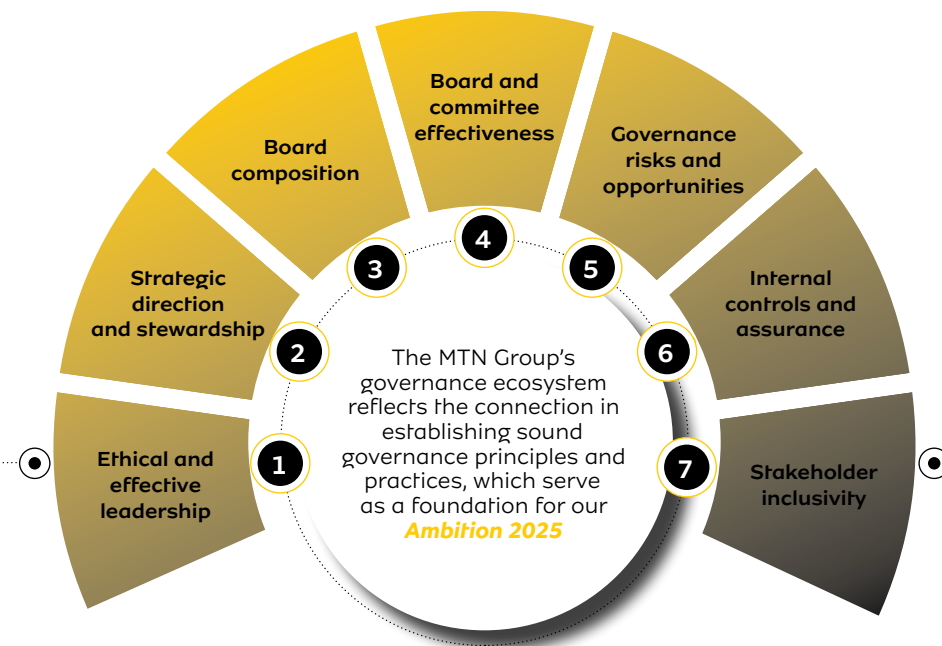 1
Ethical and
effective
leadership
2
Strategic
direction
and stewardship
3
Board
composition
4
Board and
committee
effectiveness
5
Governance
risks and
opportunities
6
Internal
controls and
assurance
7
Stakeholder
inclusivity
The MTN Group's
governance ecosystem
reflects the connection in
establishing sound
governance principles and
practices, which serve
as a foundation for our
Ambition 2025